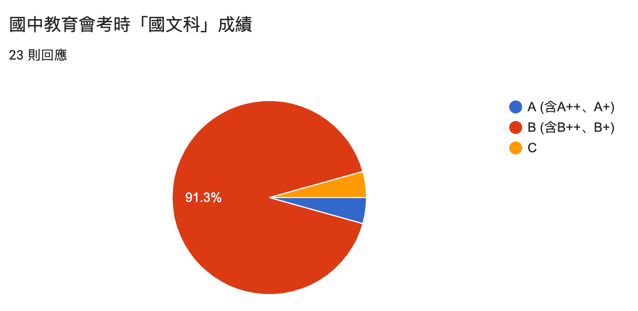 國中教育會考時「國文科」成績
23 則回應
A (含A++、A+)
B (含B++、B+)
C
91.3%